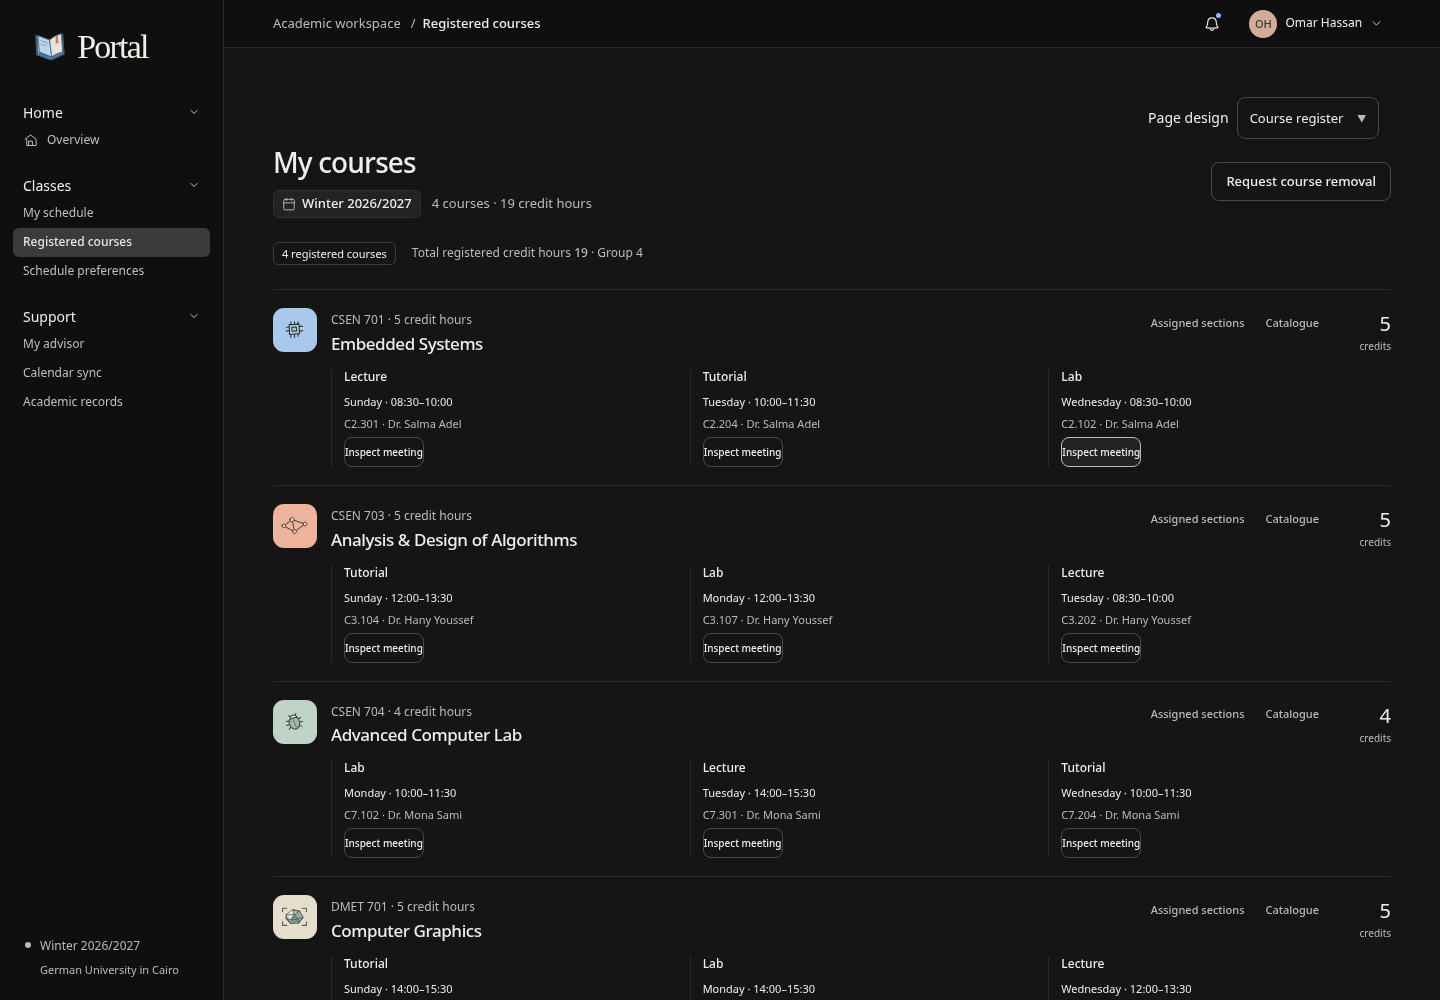 Portal
Home
Overview
Classes
My schedule
Registered courses
Schedule preferences
Support
My advisor
Calendar sync
Academic records
Winter 2026/2027
German University in Cairo
Academic workspace / Registered courses
OH Omar Hassan
Page design Course register
My courses
Request course removal
Winter 2026/2027 4 courses · 19 credit hours
4 registered courses Total registered credit hours 19 · Group 4
CSEN 701 · 5 credit hours
Embedded Systems
Assigned sections Catalogue 5
credits
Lecture
Sunday · 08:30–10:00
C2.301 · Dr. Salma Adel
Inspect meeting
Tutorial
Tuesday · 10:00–11:30
C2.204 · Dr. Salma Adel
Inspect meeting
Lab
Wednesday · 08:30–10:00
C2.102 · Dr. Salma Adel
Inspect meeting
CSEN 703 · 5 credit hours
Analysis & Design of Algorithms
Assigned sections Catalogue 5
credits
Tutorial
Sunday · 12:00–13:30
C3.104 · Dr. Hany Youssef
Inspect meeting
Lab
Monday · 12:00–13:30
C3.107 · Dr. Hany Youssef
Inspect meeting
Lecture
Tuesday · 08:30–10:00
C3.202 · Dr. Hany Youssef
Inspect meeting
CSEN 704 · 4 credit hours
Advanced Computer Lab
Assigned sections Catalogue 4
credits
Lab
Monday · 10:00–11:30
C7.102 · Dr. Mona Sami
Inspect meeting
Lecture
Tuesday · 14:00–15:30
C7.301 · Dr. Mona Sami
Inspect meeting
Tutorial
Wednesday · 10:00–11:30
C7.204 · Dr. Mona Sami
Inspect meeting
DMET 701 · 5 credit hours
Computer Graphics
Assigned sections Catalogue 5
credits
Tutorial
Sunday · 14:00–15:30
Lab
Monday · 14:00–15:30
Lecture
Wednesday · 12:00–13:30